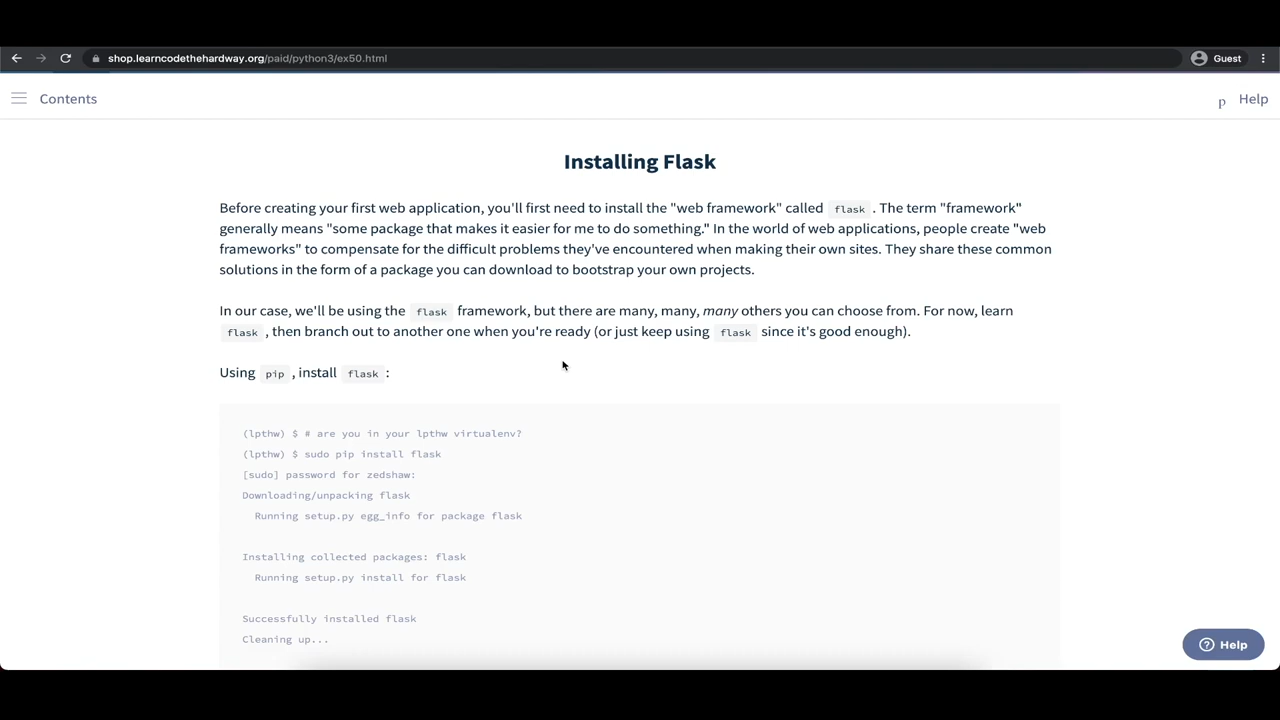 shop.learncodethehardway.org/paid/python3/ex50.html
Guest
Contents
p
Help
Installing Flask
Before creating your first web application, you'll first need to install the "web framework" called flask. The term "framework"
generally means "some package that makes it easier for me to do something." In the world of web applications, people create "web
frameworks" to compensate for the difficult problems they've encountered when making their own sites. They share these common
solutions in the form of a package you can download to bootstrap your own projects.
In our case, we'll be using the flask framework, but there are many, many, many others you can choose from. For now, learn
flask, then branch out to another one when you're ready (or just keep using flask since it's good enough).
Using pip, install flask:
(lpthw) $ # are you in your lpthw virtualenv?
(lpthw) $ sudo pip install flask
[sudo] password for zedshaw:
Downloading/unpacking flask
Running setup.py egg_info for package flask
Installing collected packages: flask
Running setup.py install for flask
Successfully installed flask
Cleaning up...
Help